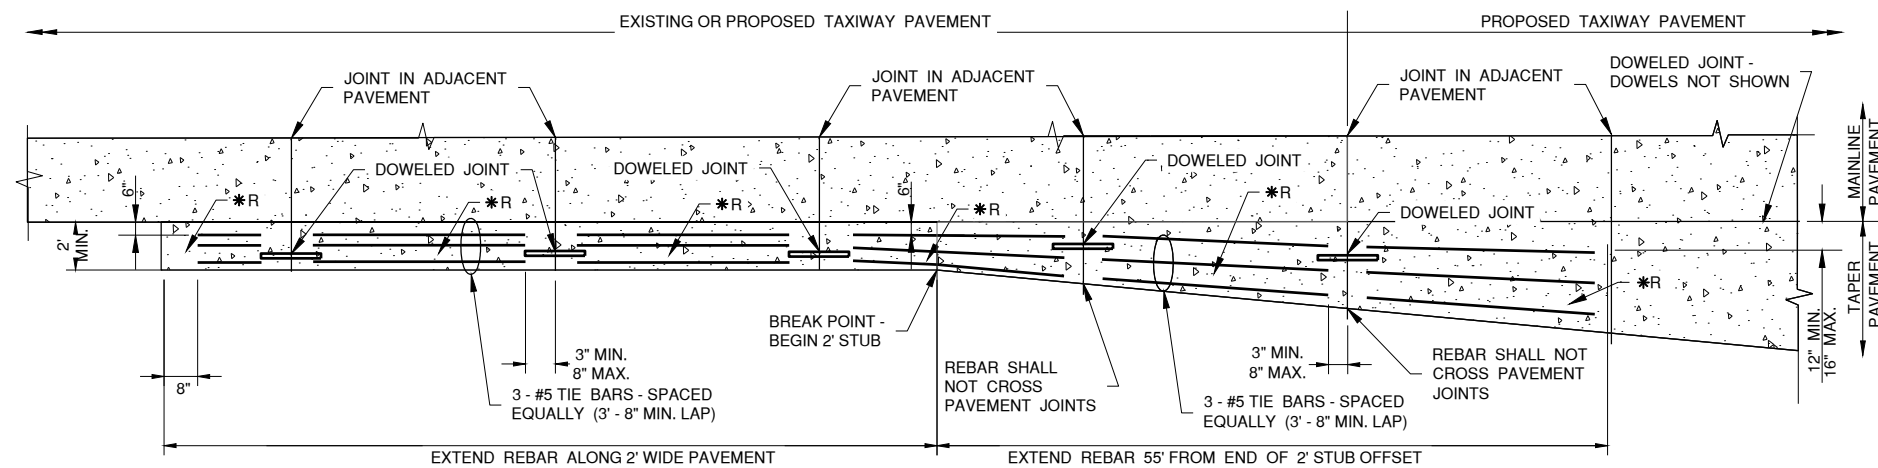 EXISTING OR PROPOSED TAXIWAY PAVEMENT
PROPOSED TAXIWAY PAVEMENT
JOINT IN ADJACENT
PAVEMENT
JOINT IN ADJACENT
PAVEMENT
JOINT IN ADJACENT
PAVEMENT
DOWELED JOINT -
DOWELS NOT SHOWN
MAINLINE
PAVEMENT
DOWELED JOINT
DOWELED JOINT
DOWELED JOINT
DOWELED JOINT
6"
6"
2'
MIN.
✱R
✱R
✱R
✱R
✱R
✱R
TAPER
PAVEMENT
12" MIN.
16" MAX.
8"
3" MIN.
8" MAX.
3 - #5 TIE BARS - SPACED
EQUALLY (3' - 8" MIN. LAP)
BREAK POINT -
BEGIN 2' STUB
REBAR SHALL
NOT CROSS
PAVEMENT JOINTS
3" MIN.
8" MAX.
3 - #5 TIE BARS - SPACED
EQUALLY (3' - 8" MIN. LAP)
REBAR SHALL NOT
CROSS PAVEMENT
JOINTS
EXTEND REBAR ALONG 2' WIDE PAVEMENT
EXTEND REBAR 55' FROM END OF 2' STUB OFFSET